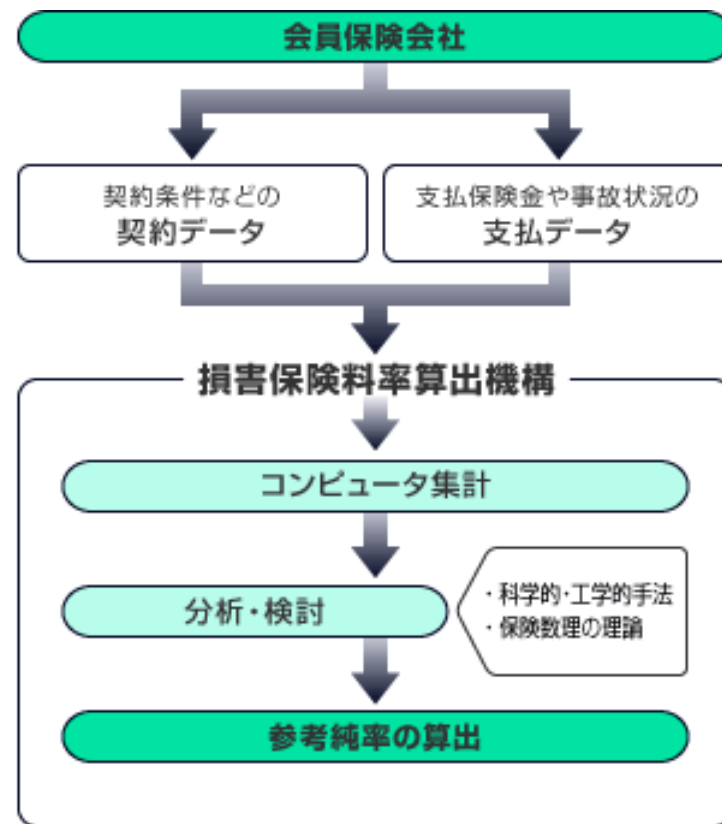 会員保険会社
契約条件などの
契約データ
支払保険金や事故状況の
支払データ
損害保険料率算出機構
コンピュータ集計
分析・検討
・科学的・工学的手法
・保険数理の理論
参考純率の算出